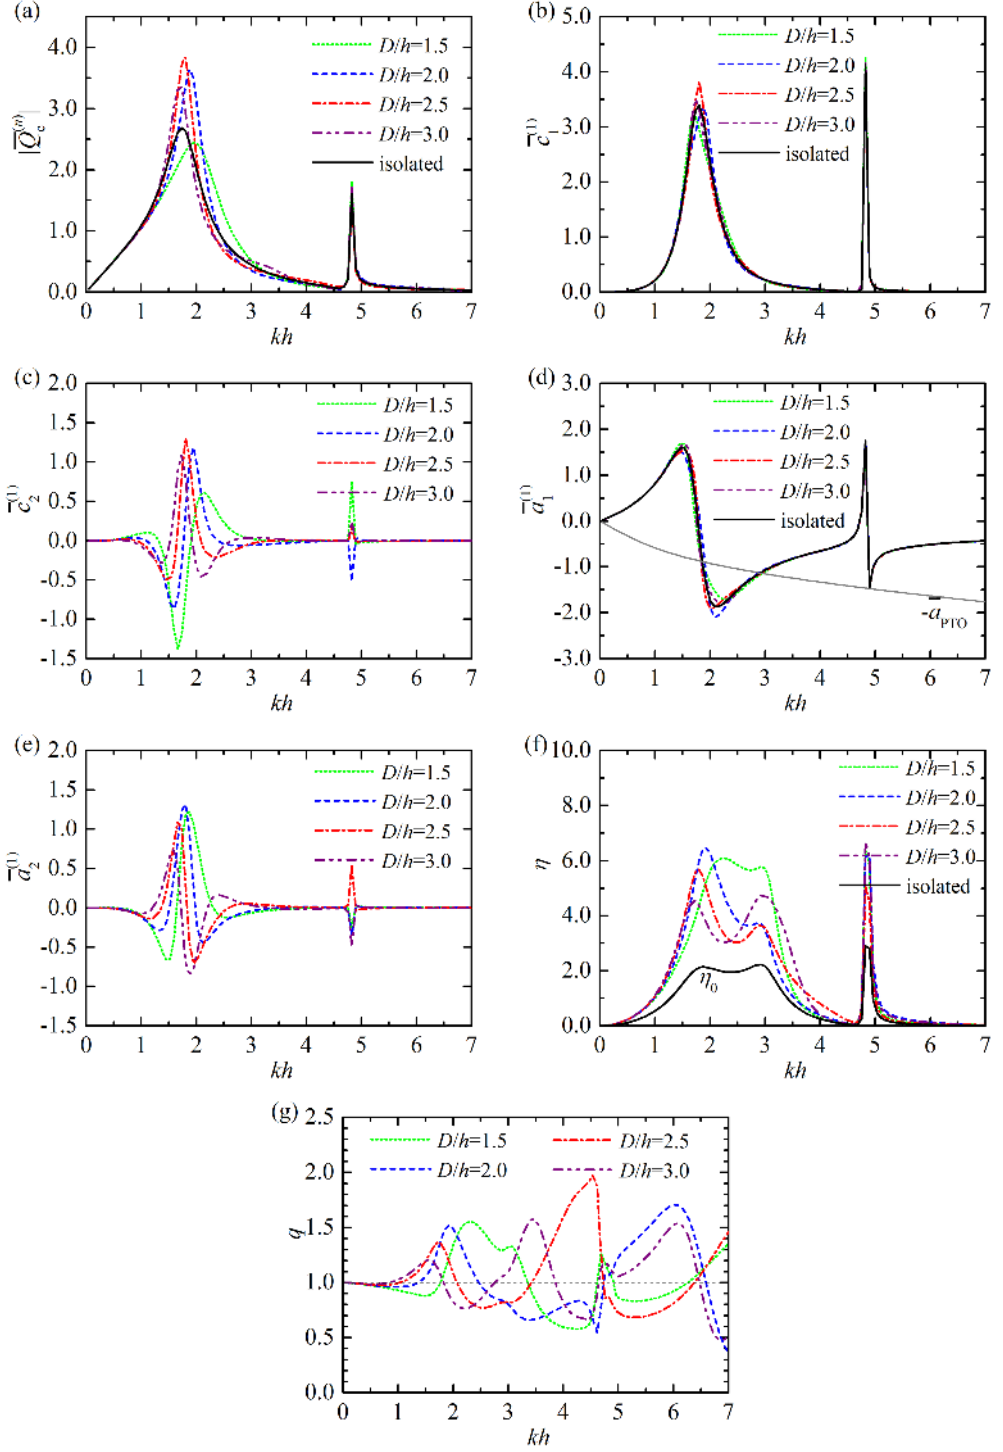 (a)
4.0
3.0
2.0
1.0
0.0
0 1 2 3 4 5 6 7
kh
|Q̅c^(n)|
D/h=1.5
D/h=2.0
D/h=2.5
D/h=3.0
isolated
(b)
5.0
4.0
3.0
2.0
1.0
0.0
0 1 2 3 4 5 6 7
kh
c̅1^(1)
D/h=1.5
D/h=2.0
D/h=2.5
D/h=3.0
isolated
(c)
2.0
1.5
1.0
0.5
0.0
-0.5
-1.0
-1.5
0 1 2 3 4 5 6 7
kh
c̅2^(1)
D/h=1.5
D/h=2.0
D/h=2.5
D/h=3.0
(d)
3.0
2.0
1.0
0.0
-1.0
-2.0
-3.0
0 1 2 3 4 5 6 7
kh
a̅1^(1)
D/h=1.5
D/h=2.0
D/h=2.5
D/h=3.0
isolated
-a̅PTO
(e)
2.0
1.5
1.0
0.5
0.0
-0.5
-1.0
-1.5
0 1 2 3 4 5 6 7
kh
a̅2^(1)
D/h=1.5
D/h=2.0
D/h=2.5
D/h=3.0
(f)
10.0
8.0
6.0
4.0
2.0
0.0
0 1 2 3 4 5 6 7
kh
η
D/h=1.5
D/h=2.0
D/h=2.5
D/h=3.0
isolated
η0
(g)
2.5
2.0
1.5
1.0
0.5
0.0
0 1 2 3 4 5 6 7
kh
q
D/h=1.5 D/h=2.5
D/h=2.0 D/h=3.0